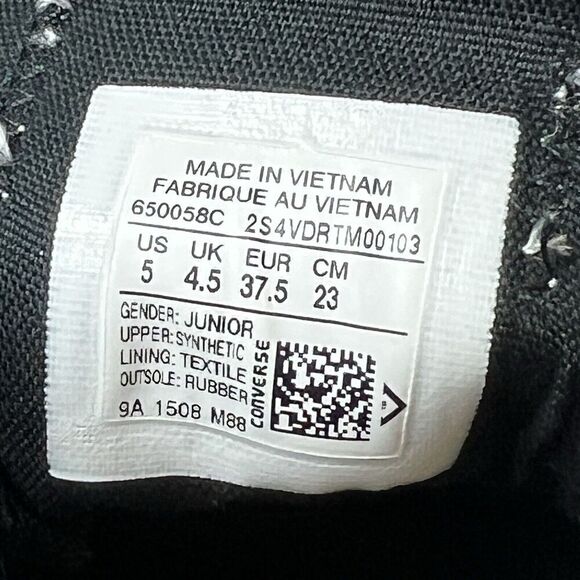 MADE IN VIETNAM
FABRIQUE AU VIETNAM
650058C 2S4VDRTM00103
US UK EUR CM
5 4.5 37.5 23
GENDER: JUNIOR
UPPER: SYNTHETIC
LINING: TEXTILE
OUTSOLE: RUBBER
9A 1508 M88
CONVERSE